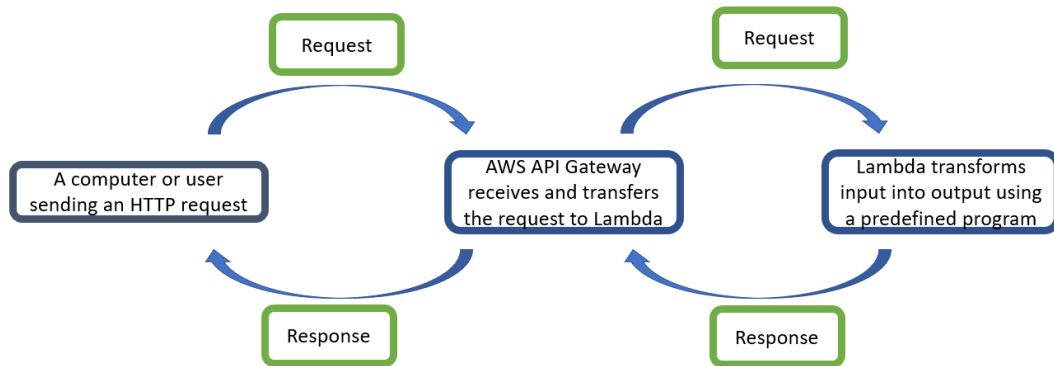 Request
Request
A computer or user
sending an HTTP request
AWS API Gateway
receives and transfers
the request to Lambda
Lambda transforms
input into output using
a predefined program
Response
Response